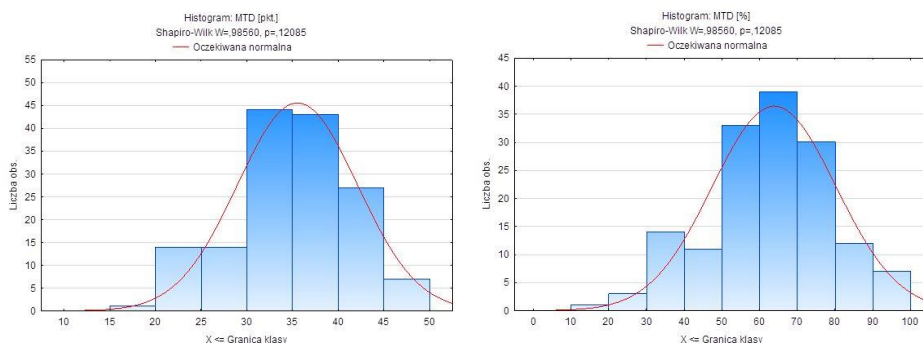 Histogram: MTD [pkt.]
Shapiro-Wilk W=,98560, p=,12085
Oczekiwana normalna
55
50
45
40
35
30
25
20
15
10
5
0
Liczba obs.
10 15 20 25 30 35 40 45 50
X <= Granica klasy
Histogram: MTD [%]
Shapiro-Wilk W=,98560, p=,12085
Oczekiwana normalna
45
40
35
30
25
20
15
10
5
0
Liczba obs.
0 10 20 30 40 50 60 70 80 90 100
X <= Granica klasy